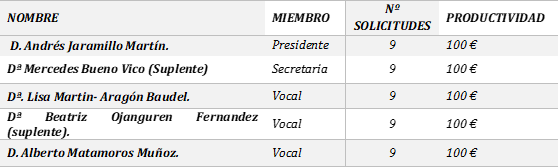 NOMBRE MIEMBRO Nº SOLICITUDES PRODUCTIVIDAD
D. Andrés Jaramillo Martín. Presidente 9 100 €
Dª Mercedes Bueno Vico (Suplente) Secretaria 9 100 €
Dª. Lisa Martin- Aragón Baudel. Vocal 9 100 €
Dª Beatriz Ojanguren Fernandez (suplente). Vocal 9 100 €
D. Alberto Matamoros Muñoz. Vocal 9 100 €